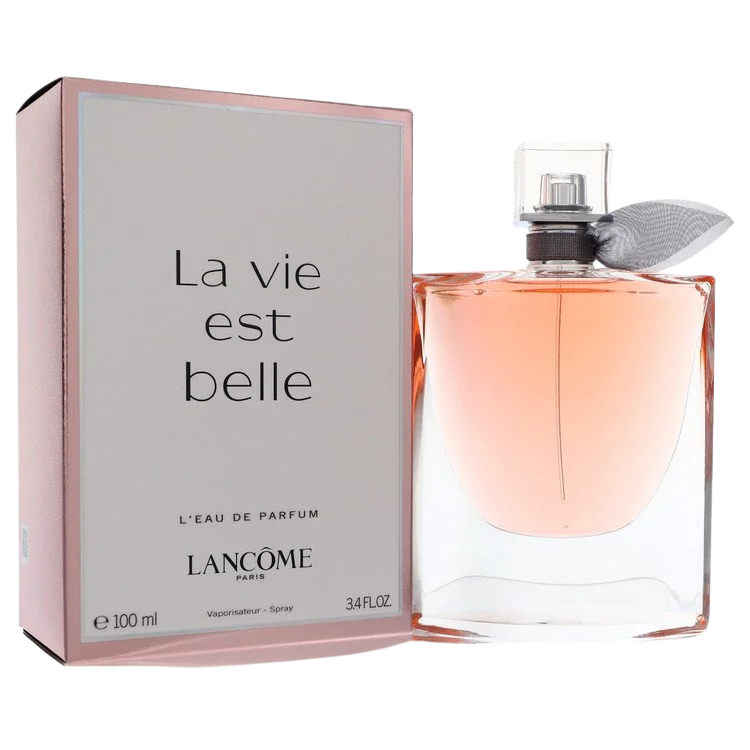 La vie
est
belle
L'EAU DE PARFUM
LANCÔME
PARIS
℮ 100 ml
Vaporisateur - Spray
3.4 FL.OZ.